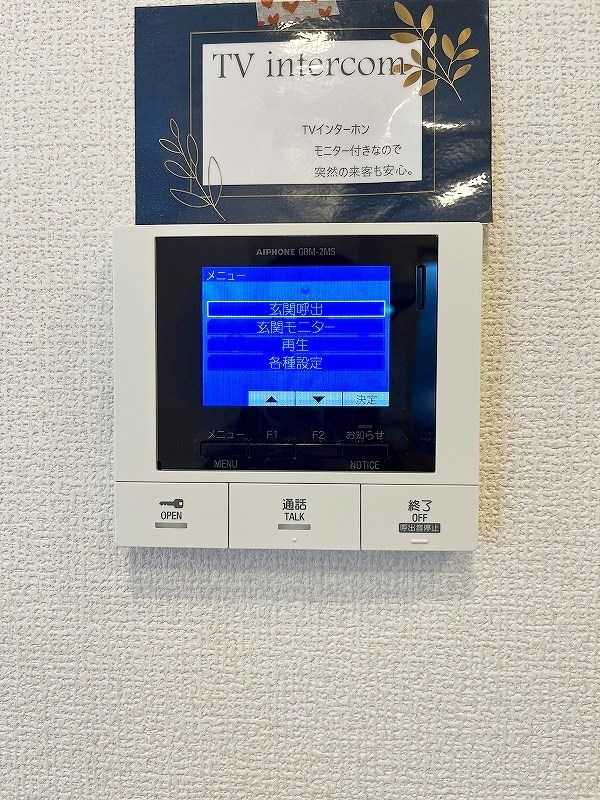 TV intercom
TVインターホン
モニター付きなので
突然の来客も安心。
AIPHONE GBM-2MS
メニュー
玄関呼出
玄関モニター
再生
各種設定
▲ ▼ 決定
メニュー F1 F2 お知らせ
MENU NOTICE
OPEN
通話
TALK
終了
OFF
呼出音停止